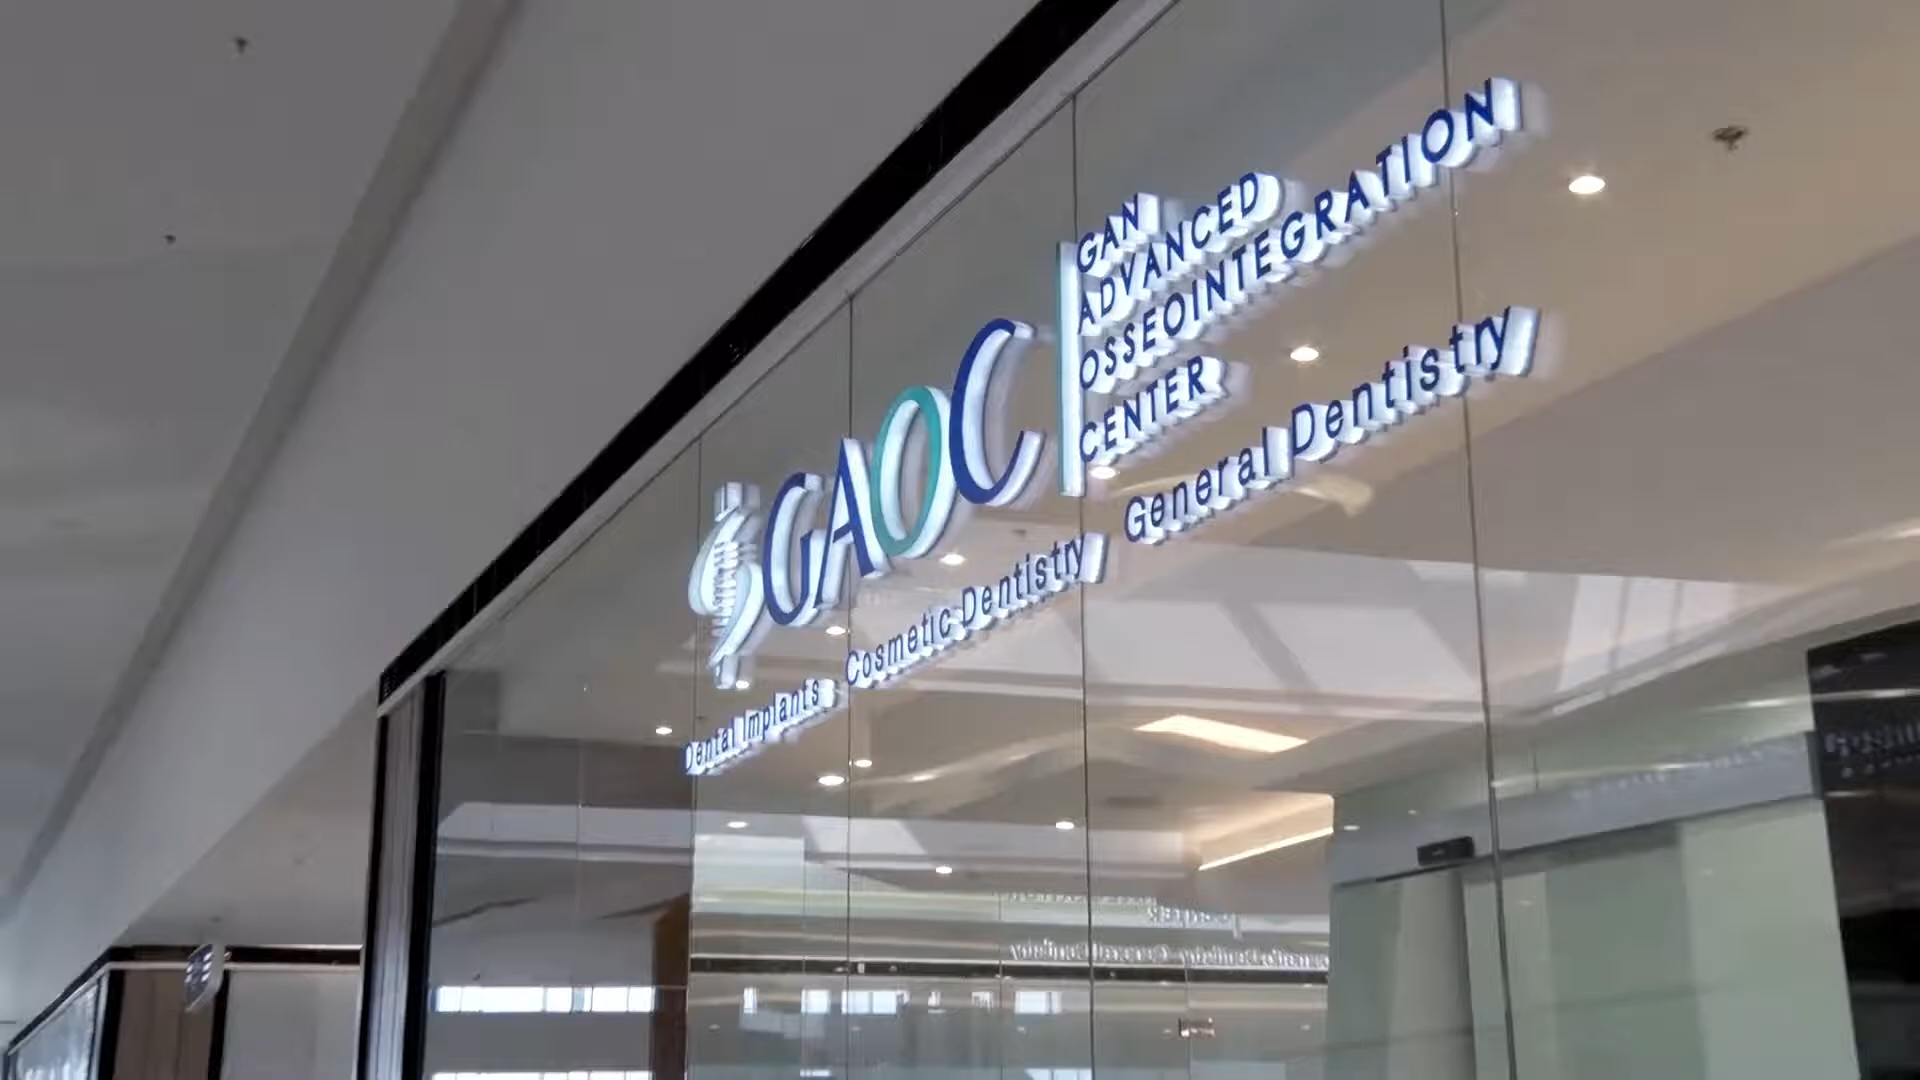 GAOC
GAN
ADVANCED
OSSEOINTEGRATION
CENTER
Dental Implants Cosmetic Dentistry General Dentistry